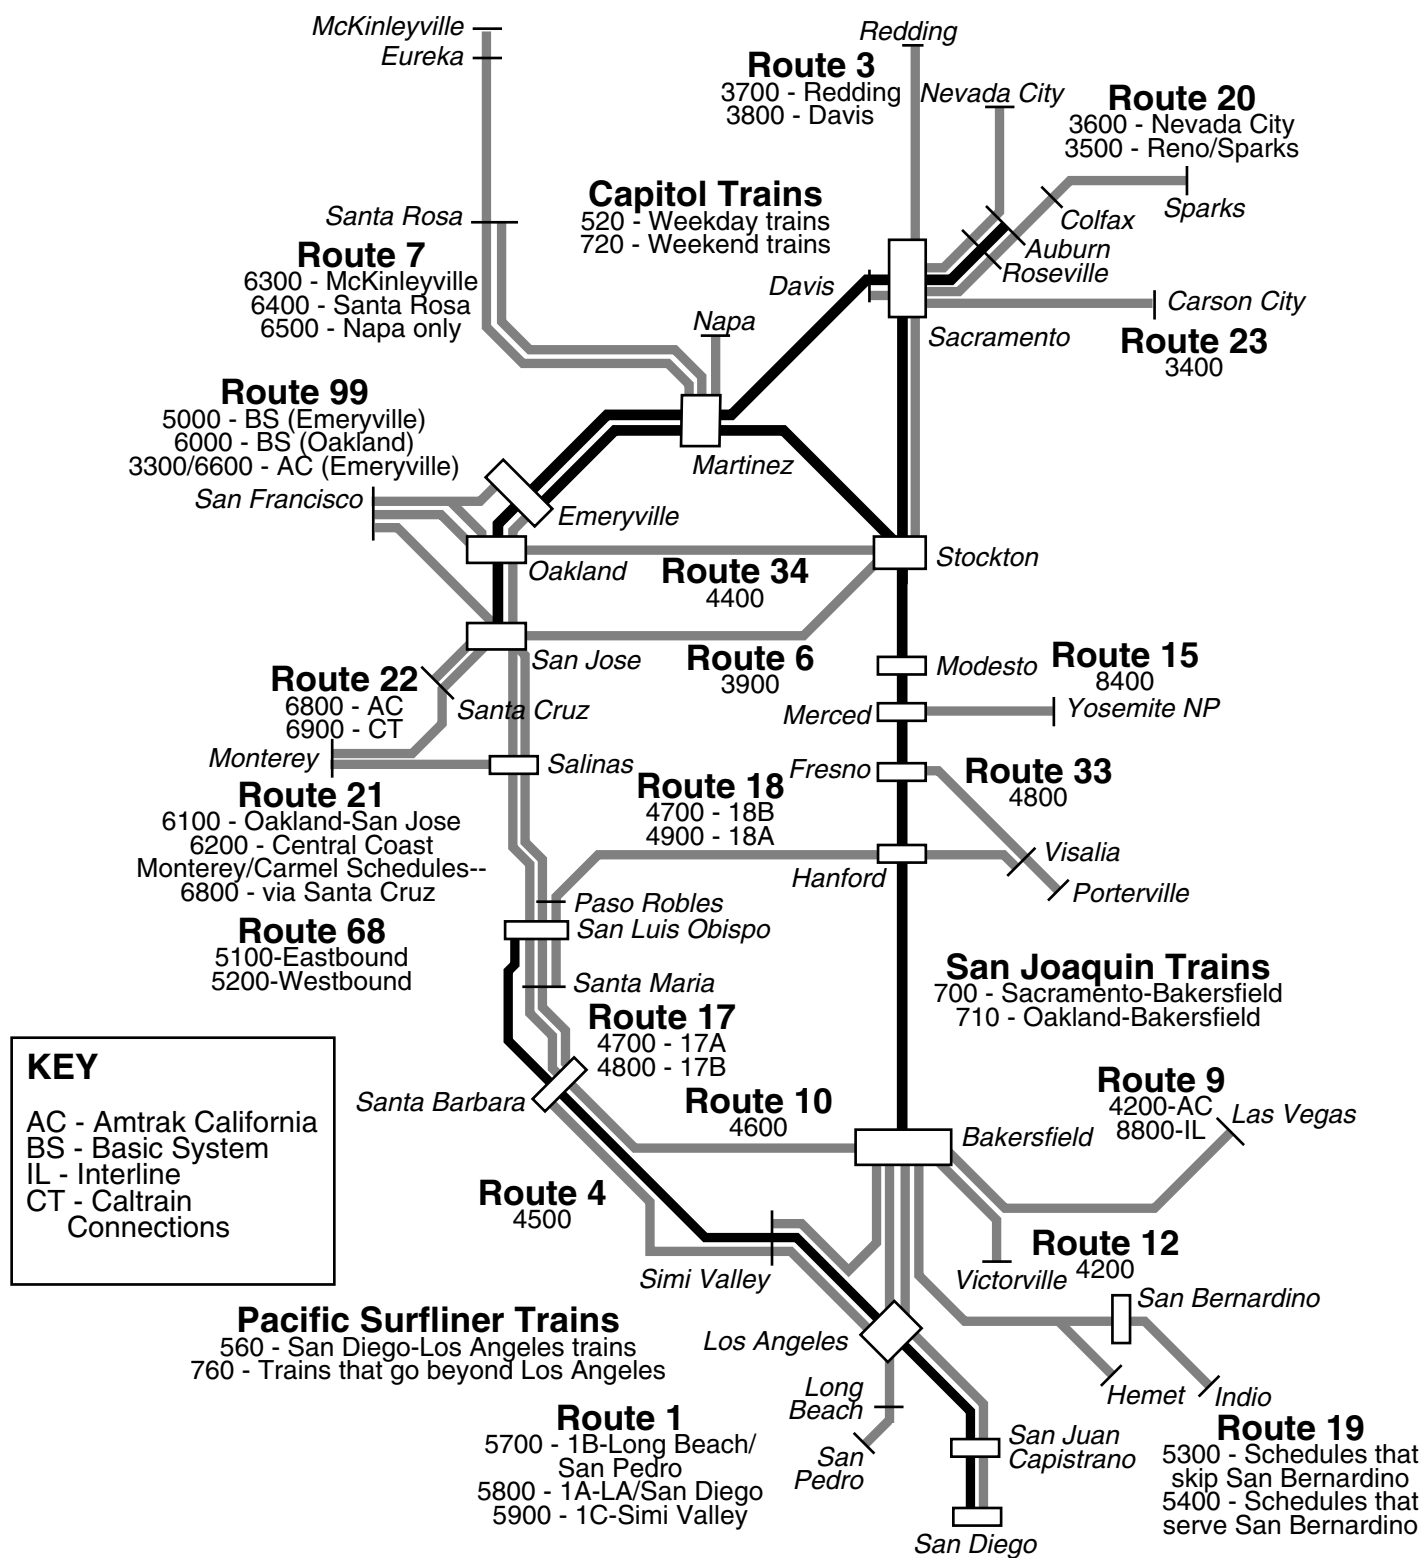 McKinleyville
Eureka
Redding
Route 3
3700 - Redding
3800 - Davis
Nevada City
Route 20
3600 - Nevada City
3500 - Reno/Sparks
Capitol Trains
520 - Weekday trains
720 - Weekend trains
Sparks
Colfax
Auburn
Roseville
Santa Rosa
Route 7
6300 - McKinleyville
6400 - Santa Rosa
6500 - Napa only
Davis
Napa
Carson City
Sacramento
Route 23
3400
Route 99
5000 - BS (Emeryville)
6000 - BS (Oakland)
3300/6600 - AC (Emeryville)
San Francisco
Martinez
Emeryville
Oakland
Route 34
4400
Stockton
San Jose
Route 6
3900
Modesto
Route 15
8400
Route 22
6800 - AC
6900 - CT
Santa Cruz
Merced
Yosemite NP
Monterey
Salinas
Route 18
4700 - 18B
4900 - 18A
Fresno
Route 33
4800
Route 21
6100 - Oakland-San Jose
6200 - Central Coast
Monterey/Carmel Schedules--
6800 - via Santa Cruz
Hanford
Visalia
Porterville
Paso Robles
San Luis Obispo
Route 68
5100-Eastbound
5200-Westbound
Santa Maria
San Joaquin Trains
700 - Sacramento-Bakersfield
710 - Oakland-Bakersfield
Route 17
4700 - 17A
4800 - 17B
KEY
AC - Amtrak California
BS - Basic System
IL - Interline
CT - Caltrain
Connections
Santa Barbara
Route 10
4600
Bakersfield
Route 9
4200-AC
8800-IL
Las Vegas
Route 4
4500
Simi Valley
Victorville
Route 12
4200
San Bernardino
Pacific Surfliner Trains
560 - San Diego-Los Angeles trains
760 - Trains that go beyond Los Angeles
Los Angeles
Long
Beach
San
Pedro
Hemet
Indio
Route 1
5700 - 1B-Long Beach/
San Pedro
5800 - 1A-LA/San Diego
5900 - 1C-Simi Valley
San Juan
Capistrano
San Diego
Route 19
5300 - Schedules that
skip San Bernardino
5400 - Schedules that
serve San Bernardino